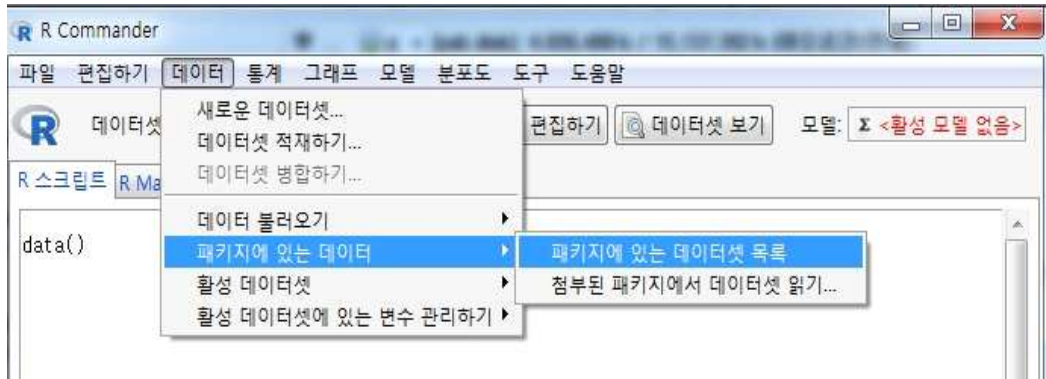 R Commander
파일 편집하기 데이터 통계 그래프 모델 분포도 도구 도움말
데이터셋 편집하기 데이터셋 보기 모델: Σ <활성 모델 없음>
새로운 데이터셋...
데이터셋 적재하기...
데이터셋 병합하기...
R 스크립트 R Ma
데이터 불러오기
data()
패키지에 있는 데이터 패키지에 있는 데이터셋 목록
활성 데이터셋 첨부된 패키지에서 데이터셋 읽기...
활성 데이터셋에 있는 변수 관리하기